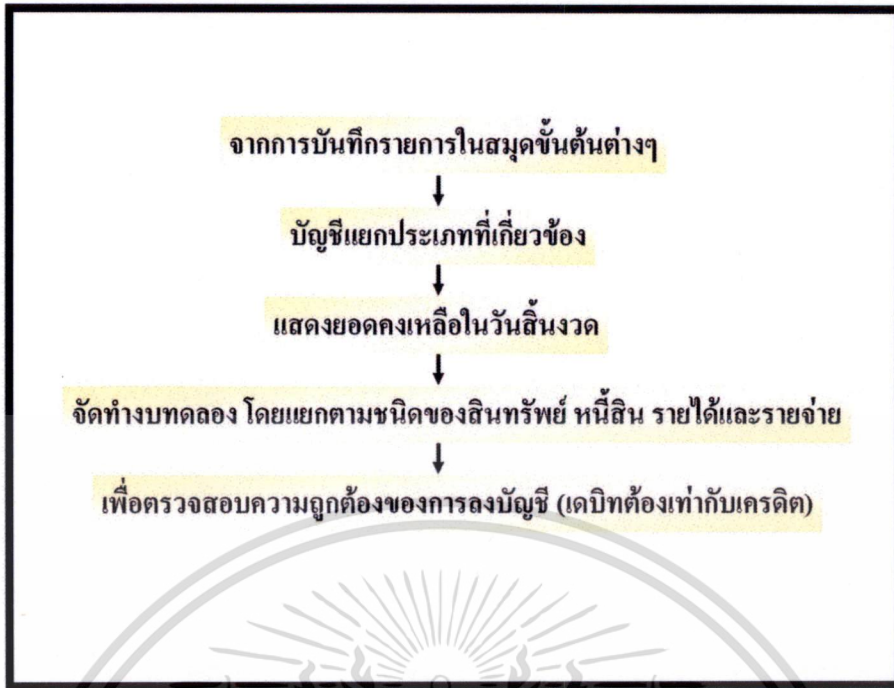 จากการบันทึกรายการในสมุดขั้นต้นต่างๆ
บัญชีแยกประเภทที่เกี่ยวข้อง
แสดงยอดคงเหลือในวันสิ้นงวด
จัดทำงบทดลอง โดยแยกตามชนิดของสินทรัพย์ หนี้สิน รายได้และรายจ่าย
เพื่อตรวจสอบความถูกต้องของการลงบัญชี (เดบิทต้องเท่ากับเครดิต)